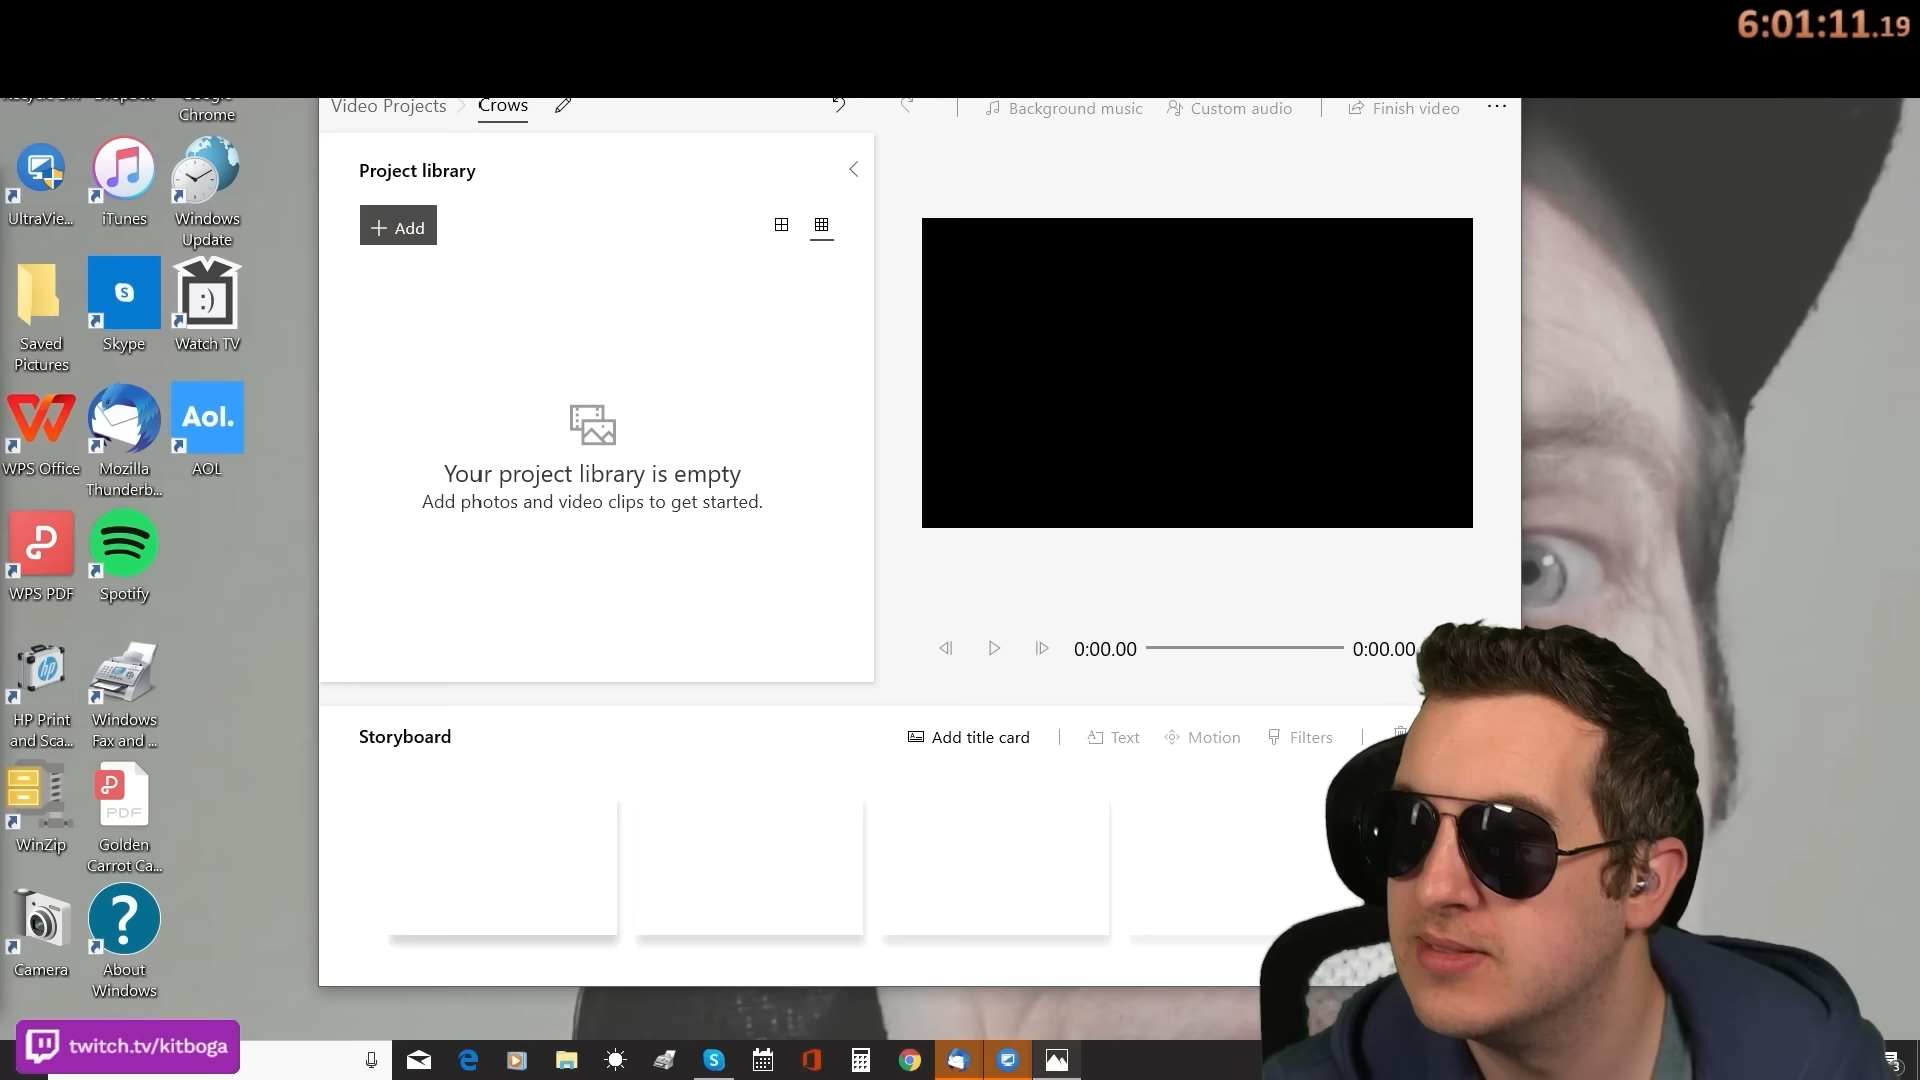 6:01:11.19
Video Projects
Crows
Background music
Custom audio
Finish video
Chrome
Project library
Add
UltraVie...
iTunes
Windows
Update
Saved
Pictures
Skype
Watch TV
:)
Aol.
WPS Office
Mozilla
Thunderb...
AOL
Your project library is empty
Add photos and video clips to get started.
WPS PDF
Spotify
0:00.00
0:00.00
hp
HP Print
and Sca...
Windows
Fax and ...
Storyboard
Add title card
Text
Motion
Filters
PDF
WinZip
Golden
Carrot Ca...
Camera
About
Windows
twitch.tv/kitboga
3